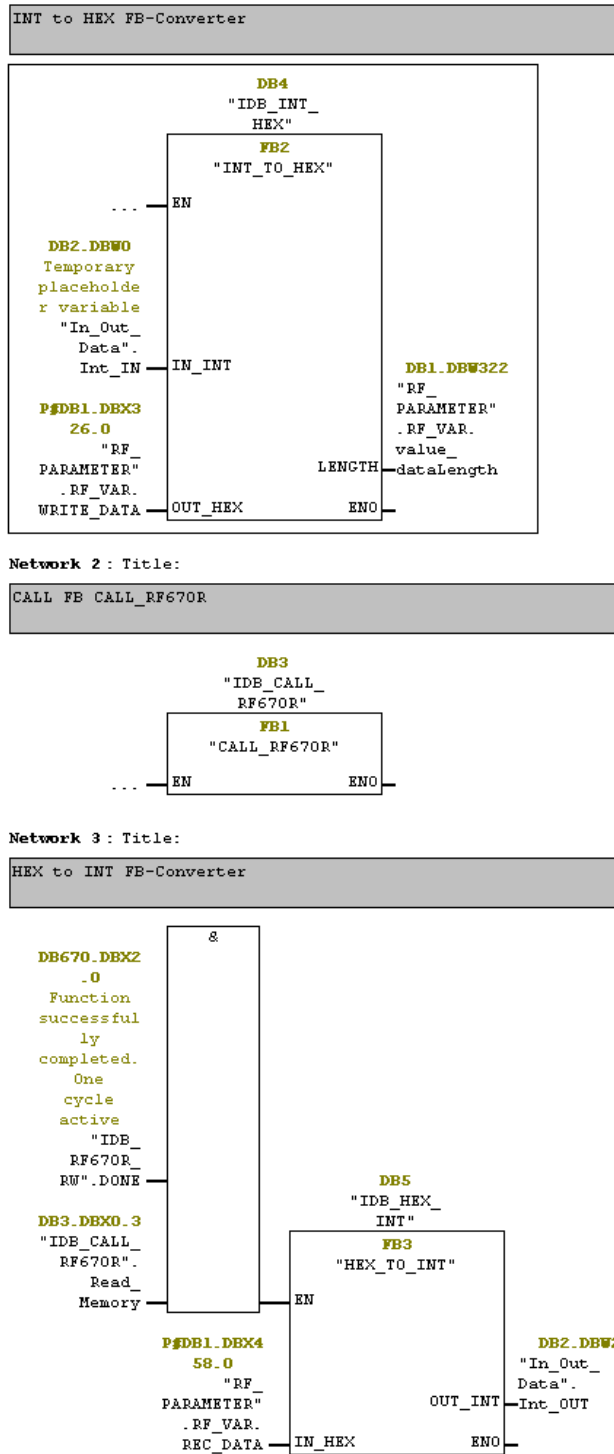 INT to HEX FB-Converter
DB4
"IDB_INT_
HEX"
FB2
"INT_TO_HEX"
... EN
DB2.DBW0
Temporary
placeholde
r variable
"In_Out_
Data".
Int_IN IN_INT
DB1.DBW322
"RF_
PARAMETER"
.RF_VAR.
value_
LENGTH dataLength
P#DB1.DBX3
26.0
"RF_
PARAMETER"
.RF_VAR.
WRITE_DATA OUT_HEX ENO
Network 2 : Title:
CALL FB CALL_RF670R
DB3
"IDB_CALL_
RF670R"
FB1
"CALL_RF670R"
... EN ENO
Network 3 : Title:
HEX to INT FB-Converter
&
DB670.DBX2
.0
Function
successful
ly
completed.
One
cycle
active
"IDB_
RF670R_
RW".DONE
DB3.DBX0.3
"IDB_CALL_
RF670R".
Read_
Memory
DB5
"IDB_HEX_
INT"
FB3
"HEX_TO_INT"
EN
P#DB1.DBX4
58.0
"RF_
PARAMETER"
.RF_VAR.
REC_DATA IN_HEX
DB2.DBW2
"In_Out_
Data".
OUT_INT Int_OUT
ENO